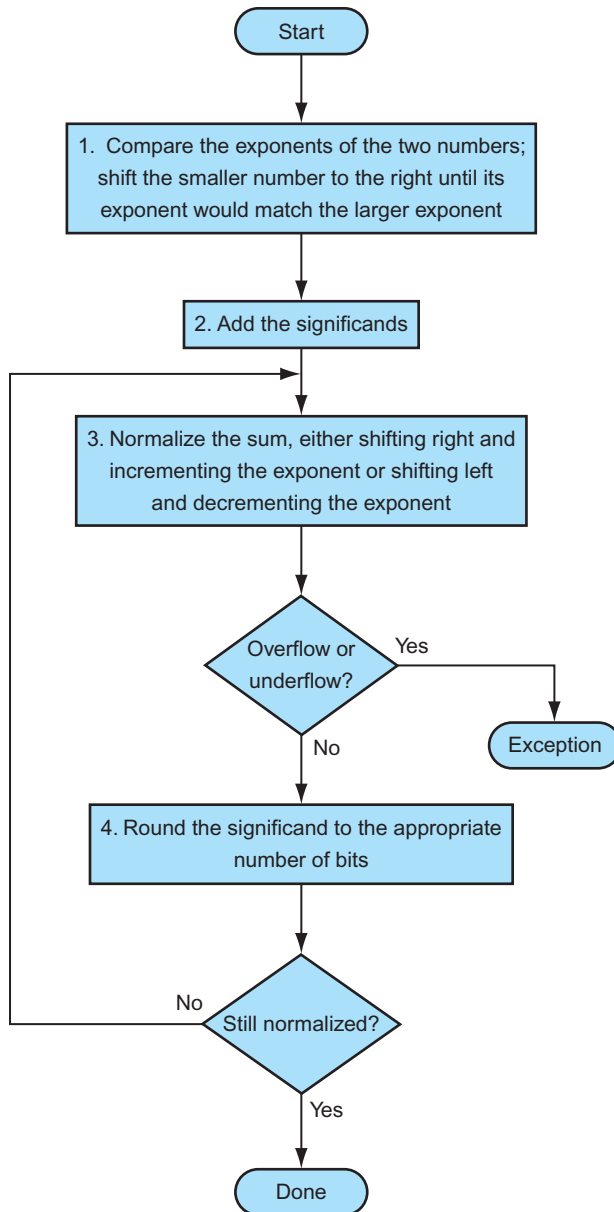 Start
1. Compare the exponents of the two numbers;
shift the smaller number to the right until its
exponent would match the larger exponent
2. Add the significands
3. Normalize the sum, either shifting right and
incrementing the exponent or shifting left
and decrementing the exponent
Overflow or
underflow?
Yes
No
Exception
4. Round the significand to the appropriate
number of bits
No
Still normalized?
Yes
Done